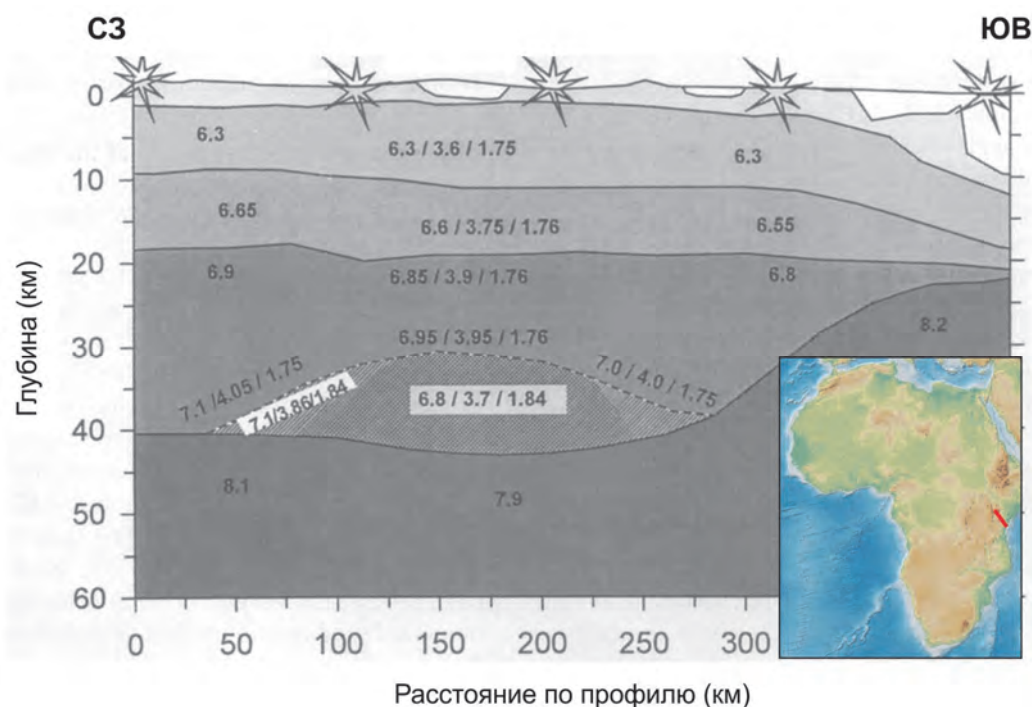 СЗ ЮВ
0
6.3 6.3 / 3.6 / 1.75 6.3
10
6.65 6.6 / 3.75 / 1.76 6.55
20
6.9 6.85 / 3.9 / 1.76 6.8
8.2
30
6.95 / 3.95 / 1.76
7.1 /4.05 / 1.75 7.0 / 4.0 / 1.75
7.1/3.86/1.84 6.8 / 3.7 / 1.84
40
8.1 7.9
50
60
Глубина (км)
0 50 100 150 200 250 300
Расстояние по профилю (км)